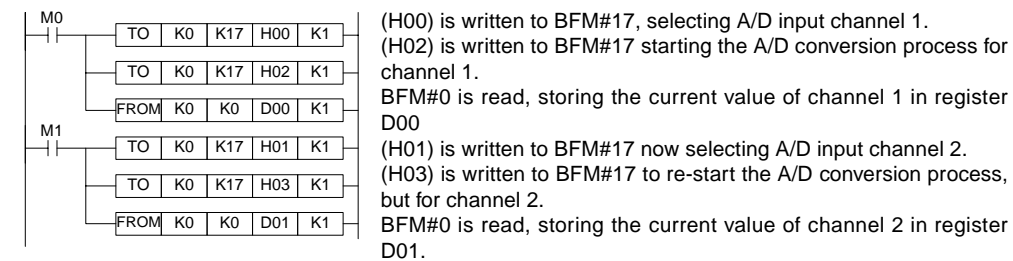 M0
TO K0 K17 H00 K1
TO K0 K17 H02 K1
FROM K0 K0 D00 K1
M1
TO K0 K17 H01 K1
TO K0 K17 H03 K1
FROM K0 K0 D01 K1
(H00) is written to BFM#17, selecting A/D input channel 1.
(H02) is written to BFM#17 starting the A/D conversion process for
channel 1.
BFM#0 is read, storing the current value of channel 1 in register
D00
(H01) is written to BFM#17 now selecting A/D input channel 2.
(H03) is written to BFM#17 to re-start the A/D conversion process,
but for channel 2.
BFM#0 is read, storing the current value of channel 2 in register
D01.